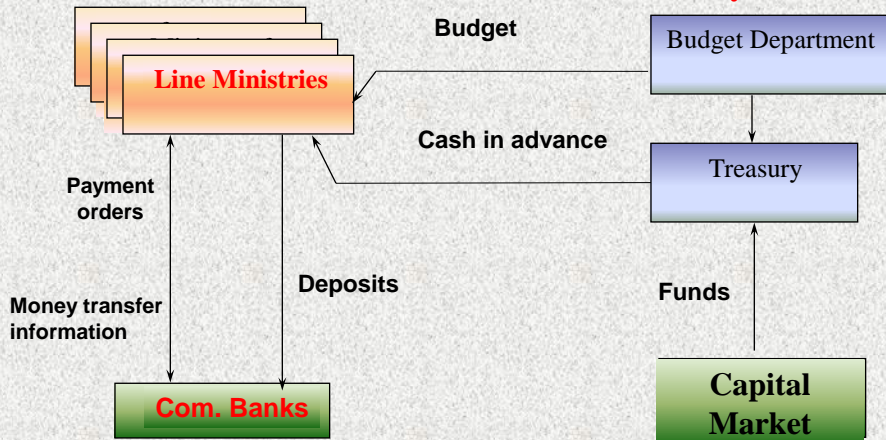 Budget
Budget Department
Line Ministries
Cash in advance
Treasury
Payment
orders
Deposits
Funds
Money transfer
information
Com. Banks
Capital
Market